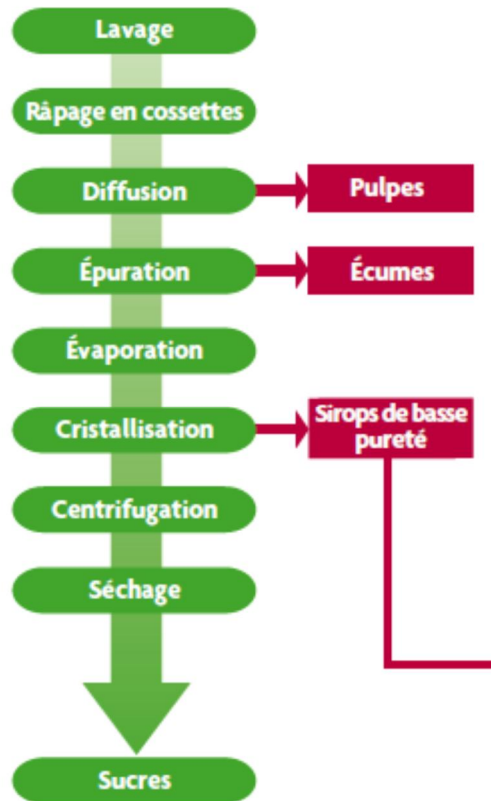 Lavage
Râpage en cossettes
Diffusion
Pulpes
Épuration
Écumes
Évaporation
Cristallisation
Sirops de basse
pureté
Centrifugation
Séchage
Sucres